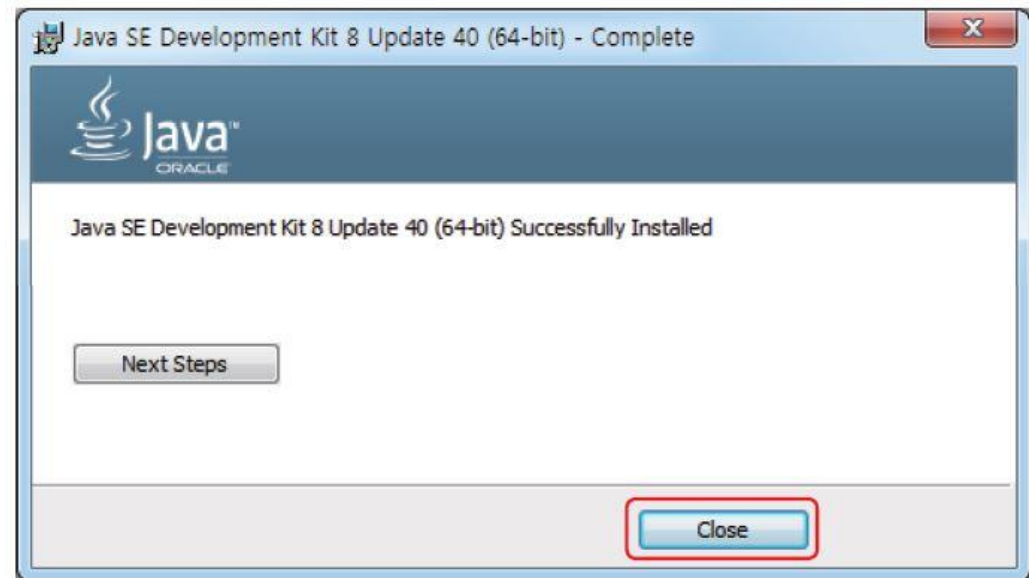 Java SE Development Kit 8 Update 40 (64-bit) - Complete
Java™
ORACLE
Java SE Development Kit 8 Update 40 (64-bit) Successfully Installed
Next Steps
Close